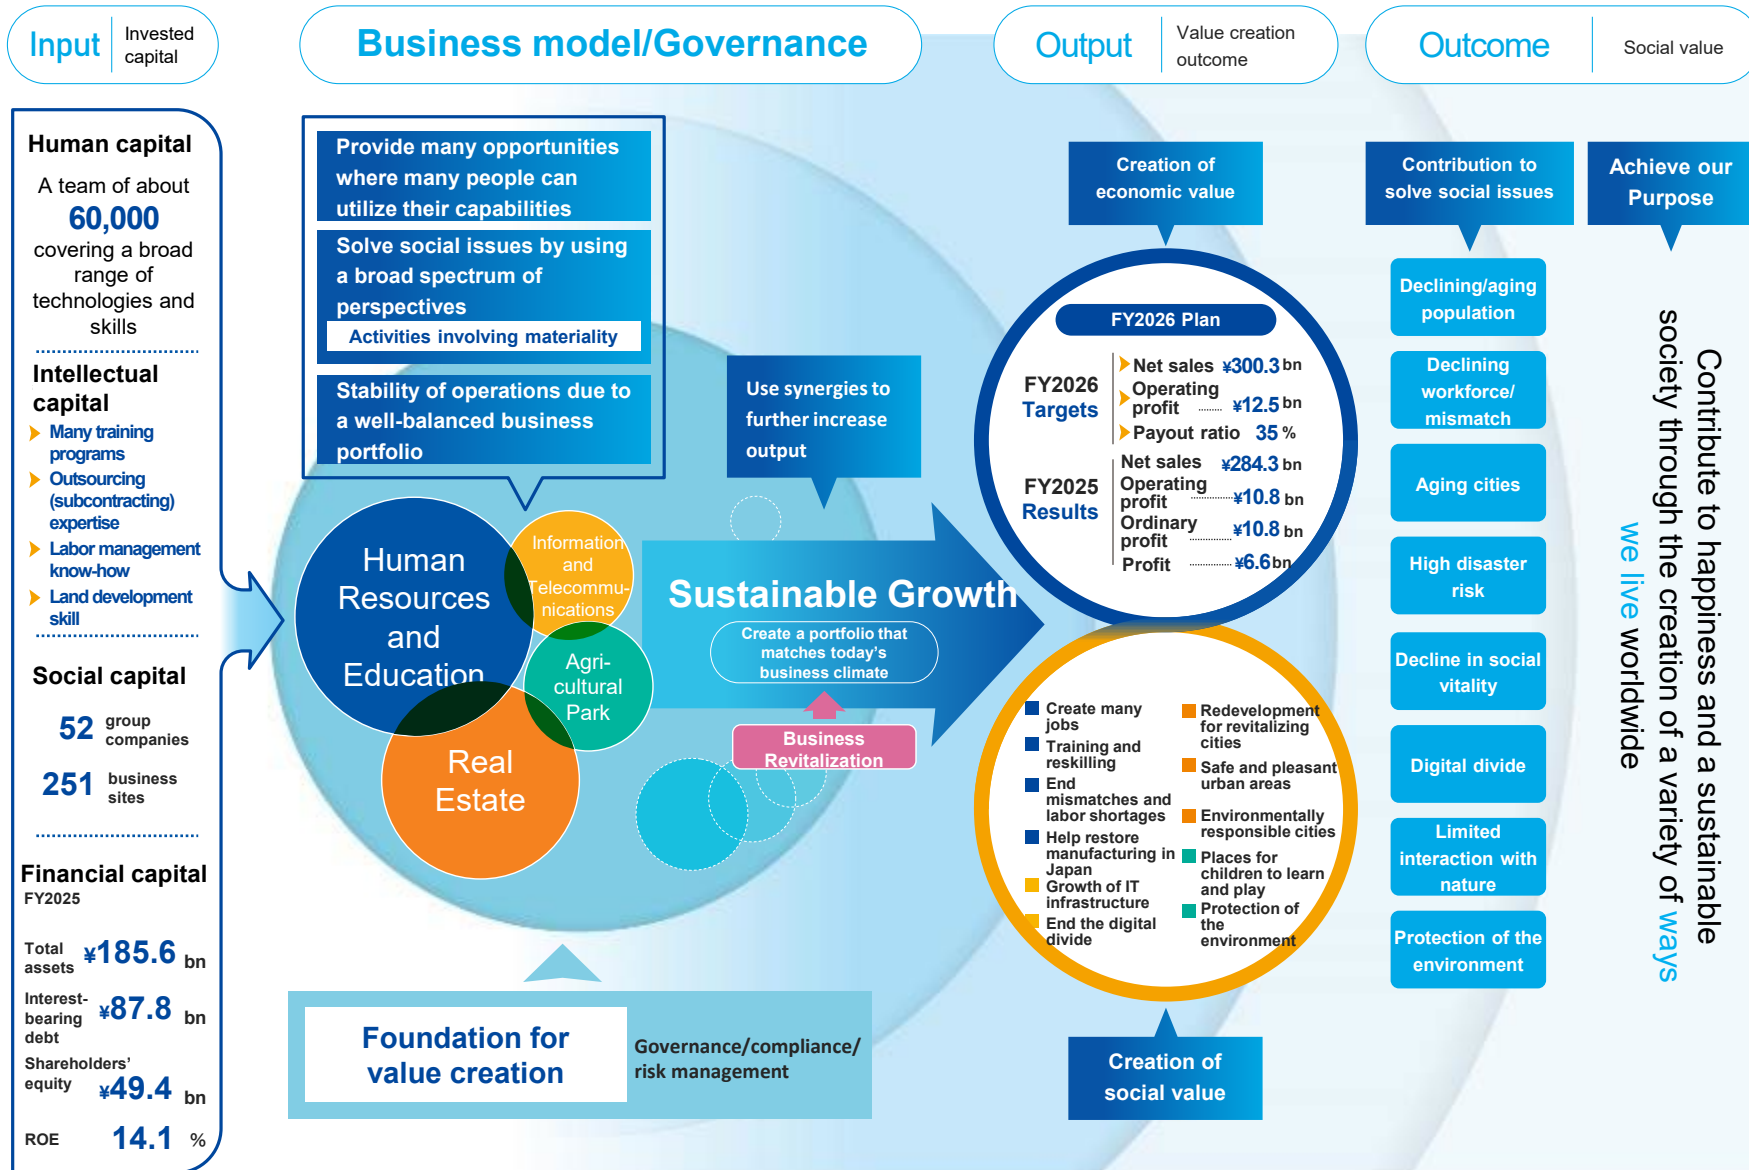 Input
Invested
capital
Business model/Governance
Output
Value creation
outcome
Outcome
Social value
Human capital
A team of about
60,000
covering a broad
range of
technologies and
skills
Intellectual
capital
Many training
programs
Outsourcing
(subcontracting)
expertise
Labor management
know-how
Land development
skill
Social capital
52 group
companies
251 business
sites
Financial capital
FY2025
Total
assets ¥185.6 bn
Interest-
bearing
debt ¥87.8 bn
Shareholders’
equity ¥49.4 bn
ROE 14.1 %
Provide many opportunities
where many people can
utilize their capabilities
Solve social issues by using
a broad spectrum of
perspectives
Activities involving materiality
Stability of operations due to
a well-balanced business
portfolio
Human
Resources
and
Education
Information
and
Telecommu-
nications
Agri-
cultural
Park
Real
Estate
Use synergies to
further increase
output
Sustainable Growth
Create a portfolio that
matches today’s
business climate
Business
Revitalization
Foundation for
value creation
Governance/compliance/
risk management
Creation of
economic value
FY2026 Plan
FY2026
Targets
Net sales ¥300.3 bn
Operating
profit ¥12.5 bn
Payout ratio 35 %
FY2025
Results
Net sales ¥284.3 bn
Operating
profit ¥10.8 bn
Ordinary
profit ¥10.8 bn
Profit ¥6.6 bn
Create many
jobs
Training and
reskilling
End
mismatches and
labor shortages
Help restore
manufacturing in
Japan
Growth of IT
infrastructure
End the digital
divide
Redevelopment
for revitalizing
cities
Safe and pleasant
urban areas
Environmentally
responsible cities
Places for
children to learn
and play
Protection of
the
environment
Creation of
social value
Contribution to
solve social issues
Declining/aging
population
Declining
workforce/
mismatch
Aging cities
High disaster
risk
Decline in social
vitality
Digital divide
Limited
interaction with
nature
Protection of the
environment
Achieve our
Purpose
Contribute to happiness and a sustainable
society through the creation of a variety of ways
we live worldwide